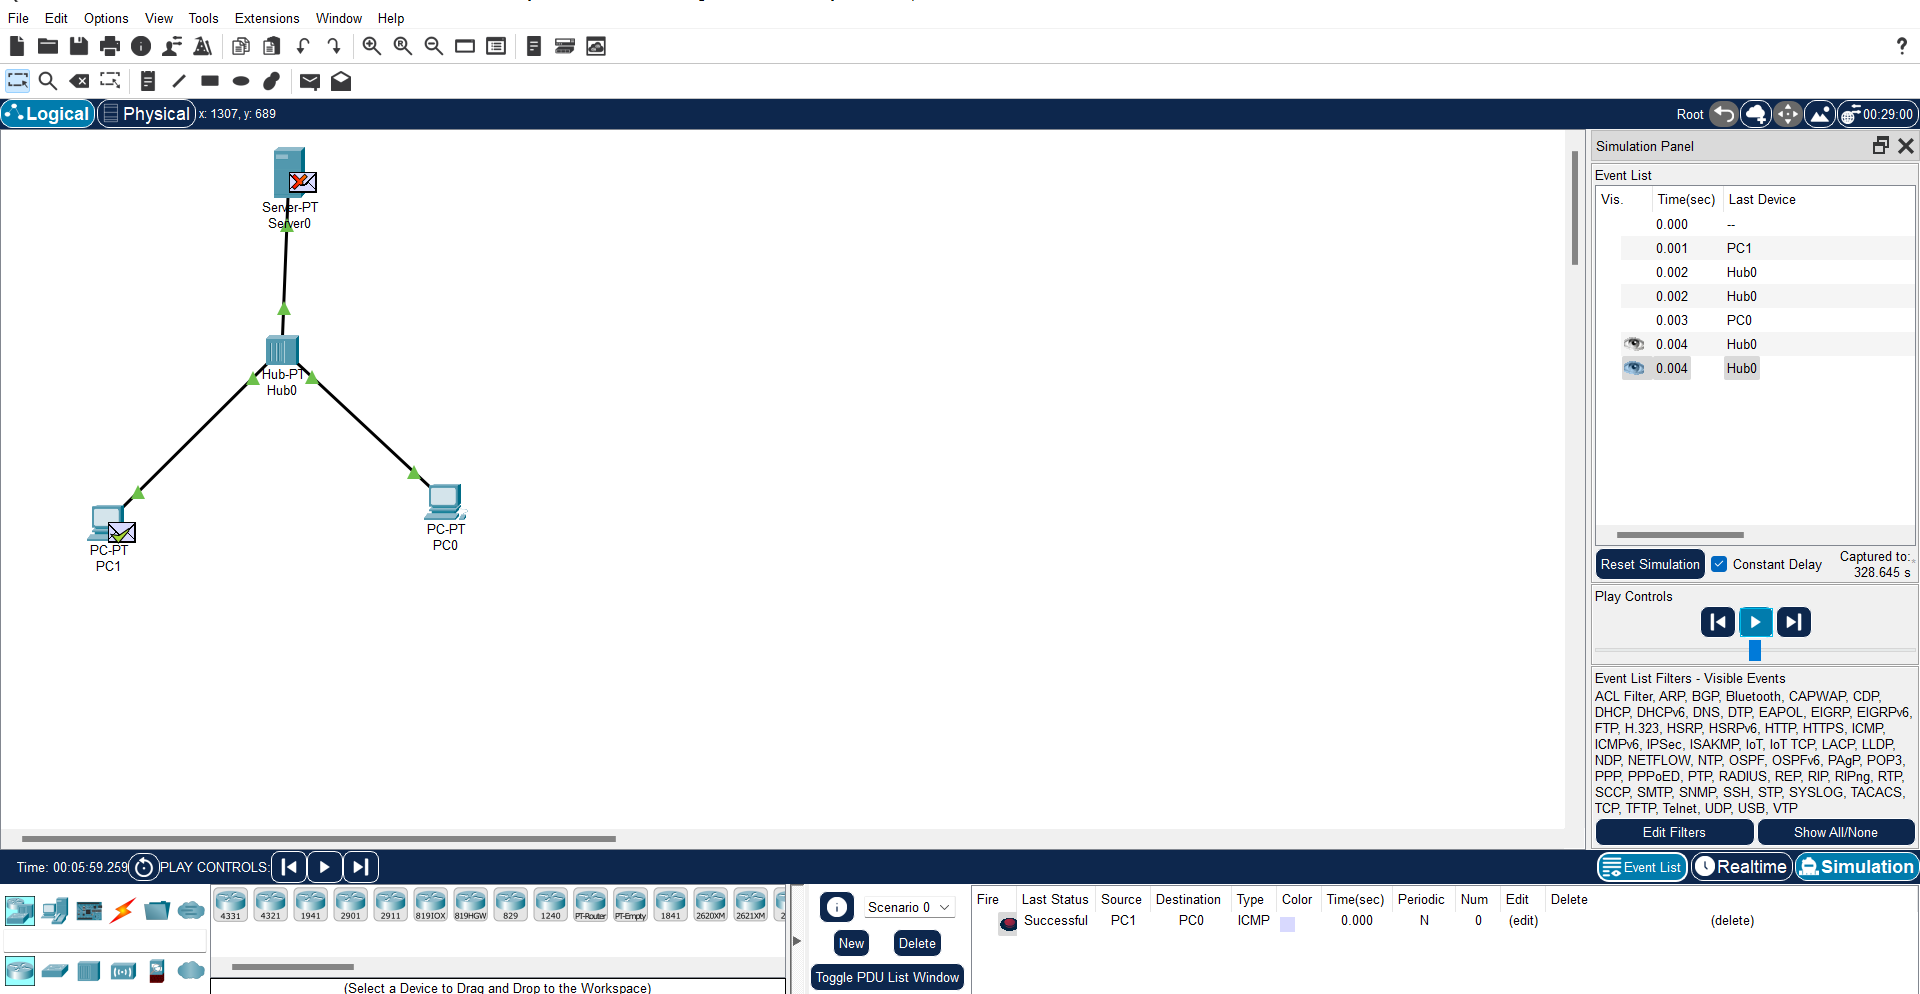 File Edit Options View Tools Extensions Window Help
?
Logical Physical x: 1307, y: 689 Root 00:29:00
Server-PT
Server0
Hub-PT
Hub0
PC-PT
PC1
PC-PT
PC0
Simulation Panel
Event List
Vis. Time(sec) Last Device
0.000 --
0.001 PC1
0.002 Hub0
0.002 Hub0
0.003 PC0
0.004 Hub0
0.004 Hub0
Reset Simulation Constant Delay Captured to:
328.645 s
Play Controls
Event List Filters - Visible Events
ACL Filter, ARP, BGP, Bluetooth, CAPWAP, CDP,
DHCP, DHCPv6, DNS, DTP, EAPOL, EIGRP, EIGRPv6,
FTP, H.323, HSRP, HSRPv6, HTTP, HTTPS, ICMP,
ICMPv6, IPSec, ISAKMP, IoT, IoT TCP, LACP, LLDP,
NDP, NETFLOW, NTP, OSPF, OSPFv6, PAgP, POP3,
PPP, PPPoED, PTP, RADIUS, REP, RIP, RIPng, RTP,
SCCP, SMTP, SNMP, SSH, STP, SYSLOG, TACACS,
TCP, TFTP, Telnet, UDP, USB, VTP
Edit Filters Show All/None
Time: 00:05:59.259 PLAY CONTROLS: Event List Realtime Simulation
4331 4321 1941 2901 2911 819IOX 819HGW 829 1240 PT-Router PT-Empty 1841 2620XM 2621XM 2
(Select a Device to Drag and Drop to the Workspace)
Scenario 0
New Delete
Toggle PDU List Window
Fire Last Status Source Destination Type Color Time(sec) Periodic Num Edit Delete
Successful PC1 PC0 ICMP 0.000 N 0 (edit) (delete)